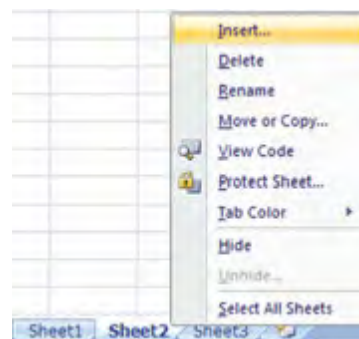 Insert...
Delete
Rename
Move or Copy...
View Code
Protect Sheet...
Tab Color
Hide
Unhide...
Select All Sheets
Sheet1 Sheet2 Sheet3